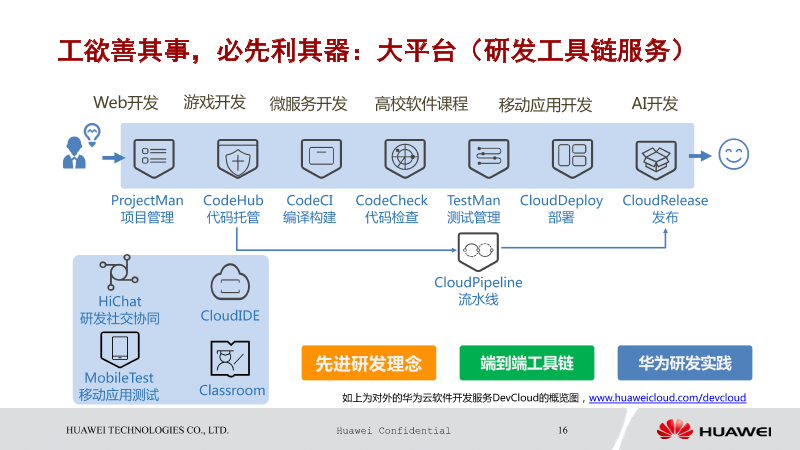 工欲善其事，必先利其器：大平台（研发工具链服务）
Web开发 游戏开发 微服务开发 高校软件课程 移动应用开发 AI开发
ProjectMan CodeHub CodeCI CodeCheck TestMan CloudDeploy CloudRelease
项目管理 代码托管 编译构建 代码检查 测试管理 部署 发布
CloudPipeline
流水线
HiChat
研发社交协同
CloudIDE
MobileTest
移动应用测试
Classroom
先进研发理念 端到端工具链 华为研发实践
如上为对外的华为云软件开发服务DevCloud的概览图，www.huaweicloud.com/devcloud
HUAWEI TECHNOLOGIES CO., LTD. Huawei Confidential 16 HUAWEI